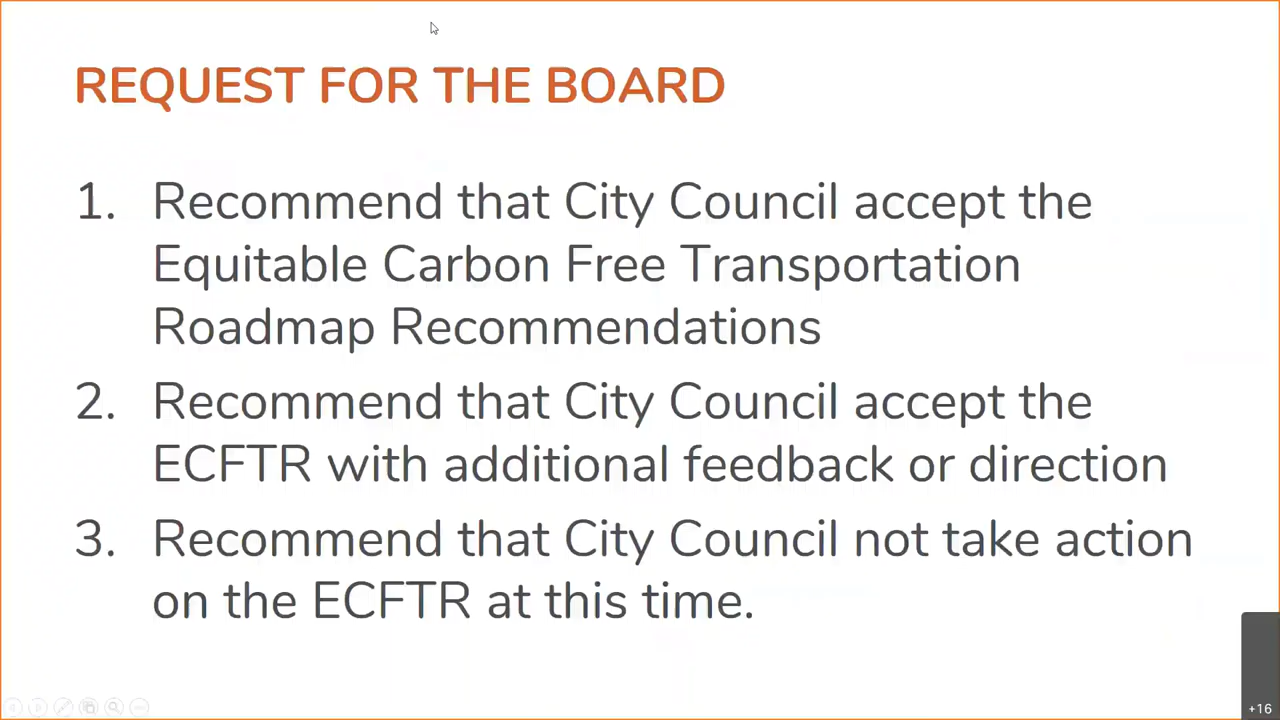 REQUEST FOR THE BOARD
1. Recommend that City Council accept the
Equitable Carbon Free Transportation
Roadmap Recommendations
2. Recommend that City Council accept the
ECFTR with additional feedback or direction
3. Recommend that City Council not take action
on the ECFTR at this time.
+16